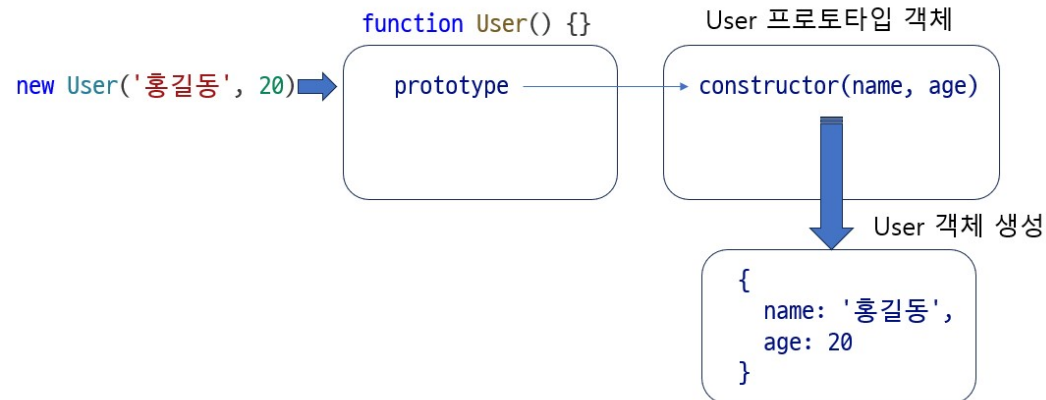 function User() {}
User 프로토타입 객체
new User('홍길동', 20)
prototype
constructor(name, age)
User 객체 생성
{
name: '홍길동',
age: 20
}